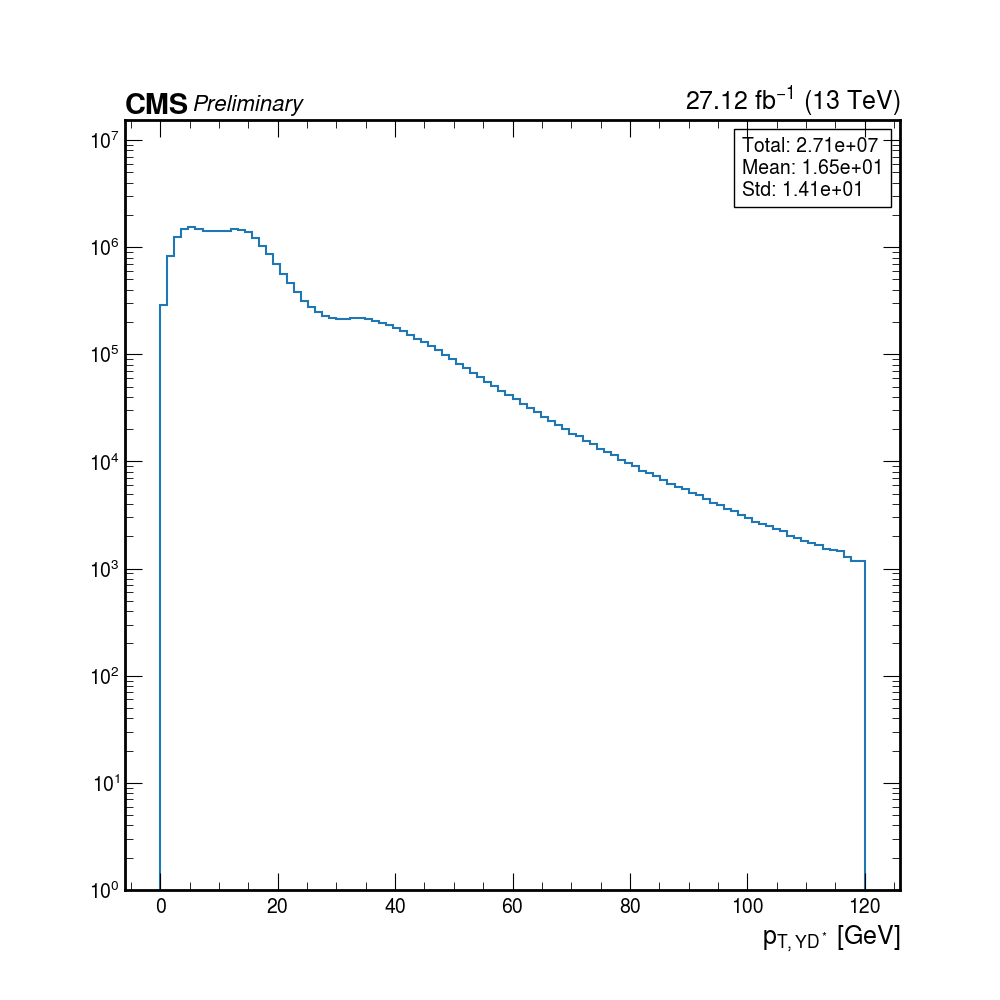 CMS Preliminary
27.12 fb⁻¹ (13 TeV)
Total: 2.71e+07
Mean: 1.65e+01
Std: 1.41e+01
10⁷
10⁶
10⁵
10⁴
10³
10²
10¹
10⁰
0 20 40 60 80 100 120
p_{T, YD*} [GeV]